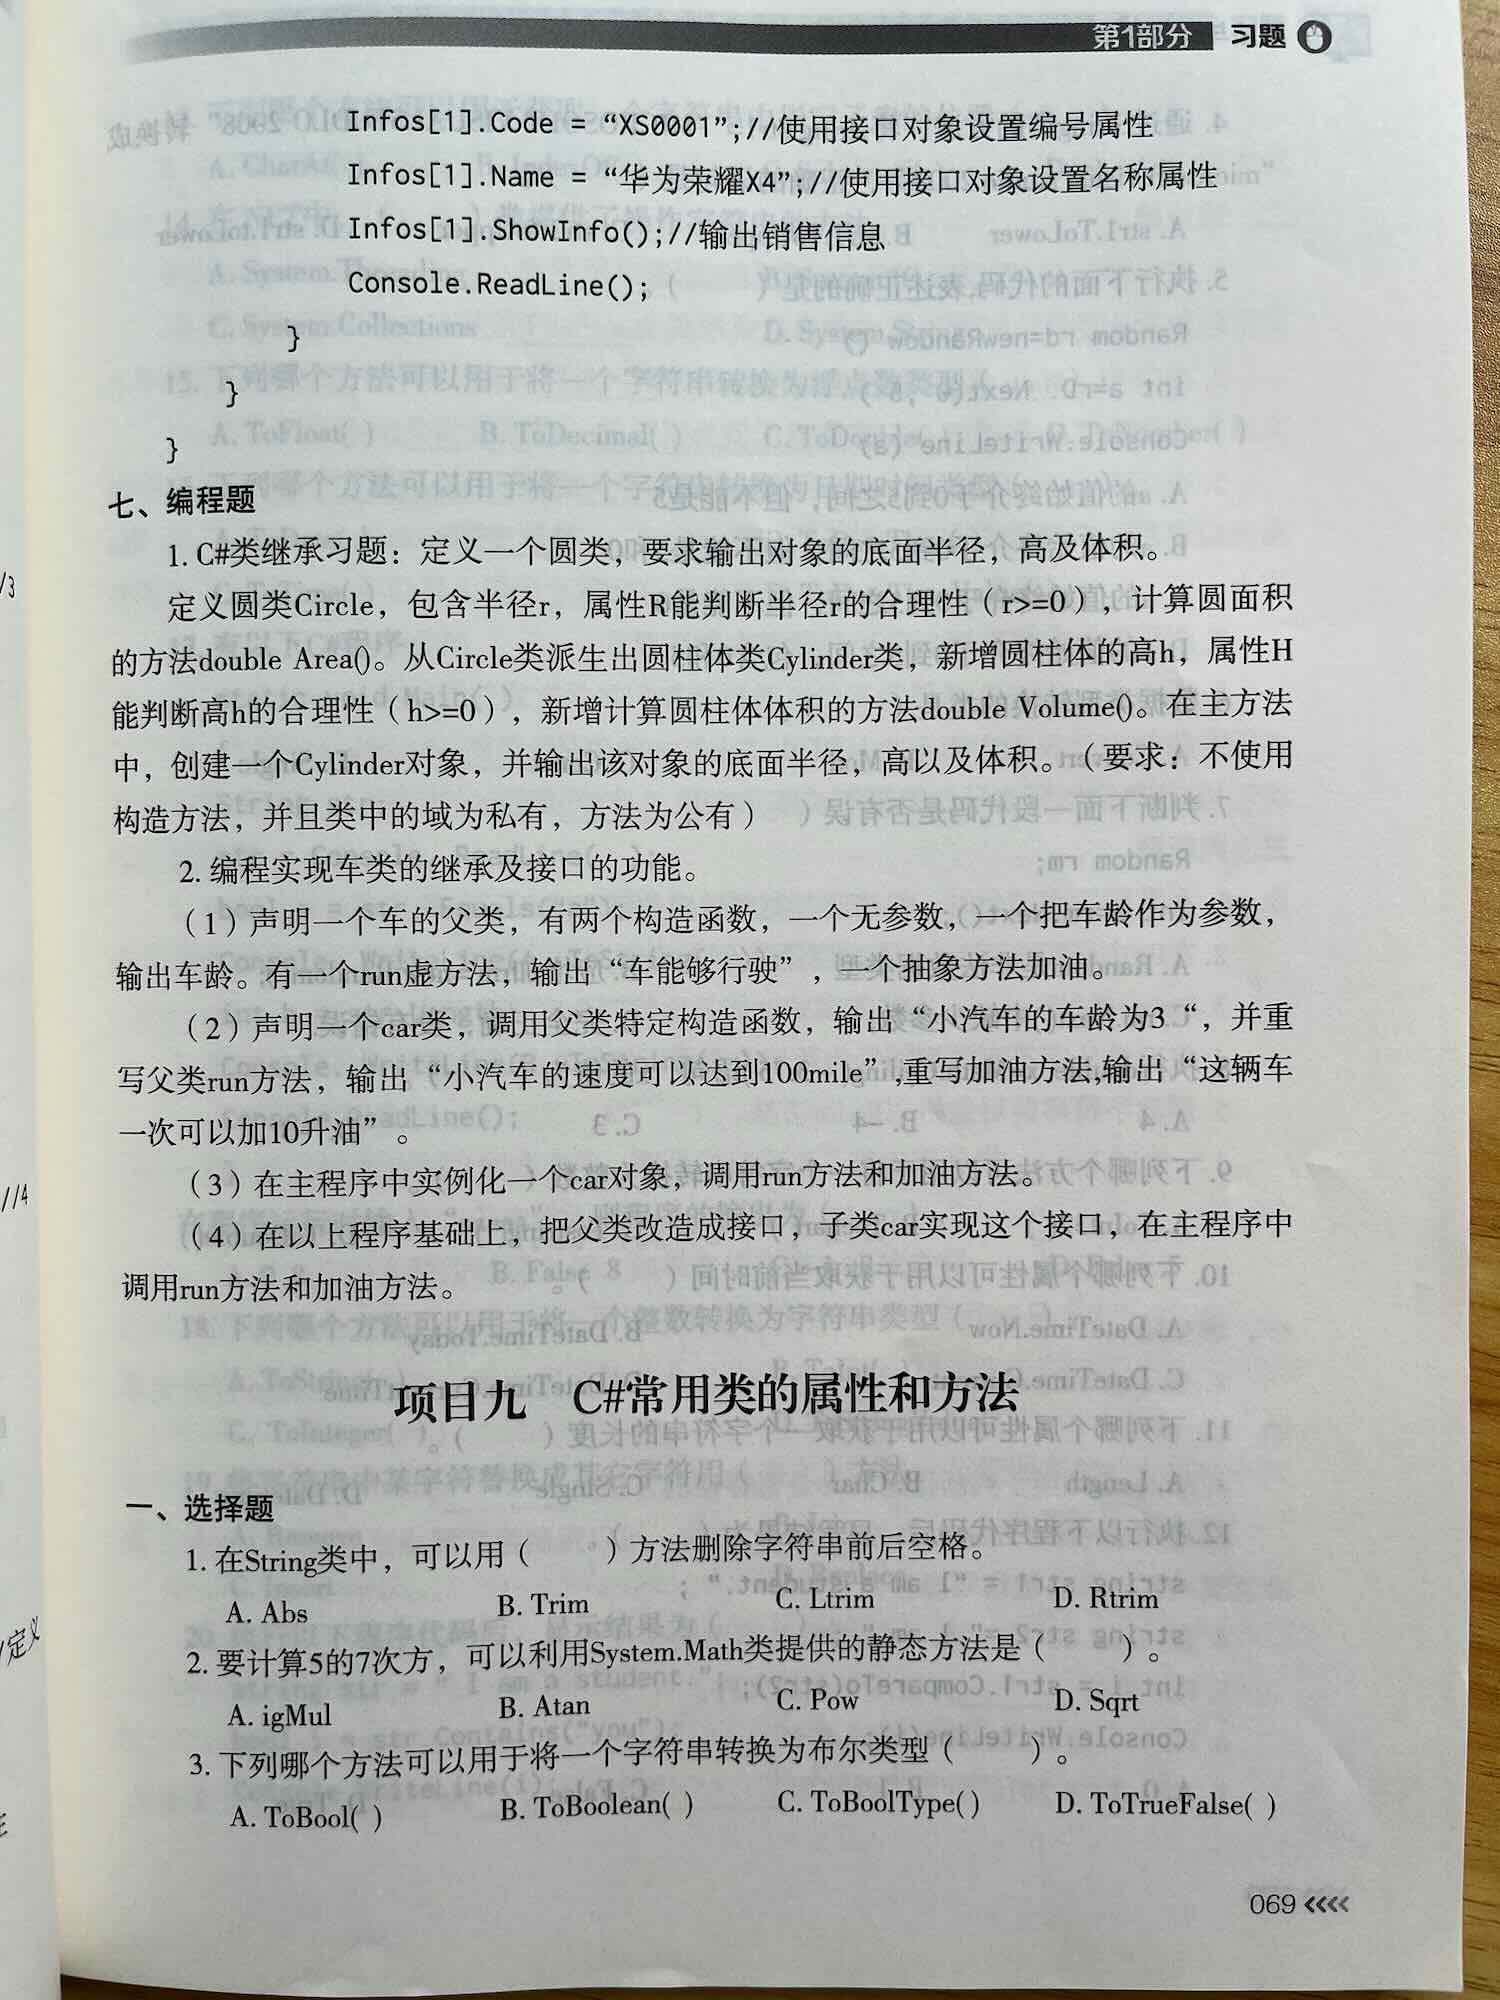 第1部分 习题
Infos[1].Code = “XS0001”;//使用接口对象设置编号属性
Infos[1].Name = “华为荣耀X4”;//使用接口对象设置名称属性
Infos[1].ShowInfo();//输出销售信息
Console.ReadLine();
}
}
}
七、编程题
1. C#类继承习题：定义一个圆类，要求输出对象的底面半径，高及体积。
定义圆类Circle，包含半径r，属性R能判断半径r的合理性（r>=0），计算圆面积
的方法double Area()。从Circle类派生出圆柱体类Cylinder类，新增圆柱体的高h，属性H
能判断高h的合理性（h>=0），新增计算圆柱体体积的方法double Volume()。在主方法
中，创建一个Cylinder对象，并输出该对象的底面半径，高以及体积。（要求：不使用
构造方法，并且类中的域为私有，方法为公有）
2. 编程实现车类的继承及接口的功能。
（1）声明一个车的父类，有两个构造函数，一个无参数，一个把车龄作为参数，
输出车龄。有一个run虚方法，输出“车能够行驶”，一个抽象方法加油。
（2）声明一个car类，调用父类特定构造函数，输出“小汽车的车龄为3“，并重
写父类run方法，输出“小汽车的速度可以达到100mile”,重写加油方法,输出“这辆车
一次可以加10升油”。
（3）在主程序中实例化一个car对象，调用run方法和加油方法。
（4）在以上程序基础上，把父类改造成接口，子类car实现这个接口，在主程序中
调用run方法和加油方法。
项目九 C#常用类的属性和方法
一、选择题
1. 在String类中，可以用（ ）方法删除字符串前后空格。
A. Abs B. Trim C. Ltrim D. Rtrim
2. 要计算5的7次方，可以利用System.Math类提供的静态方法是（ ）。
A. igMul B. Atan C. Pow D. Sqrt
3. 下列哪个方法可以用于将一个字符串转换为布尔类型（ ）。
A. ToBool( ) B. ToBoolean( ) C. ToBoolType( ) D. ToTrueFalse( )
069